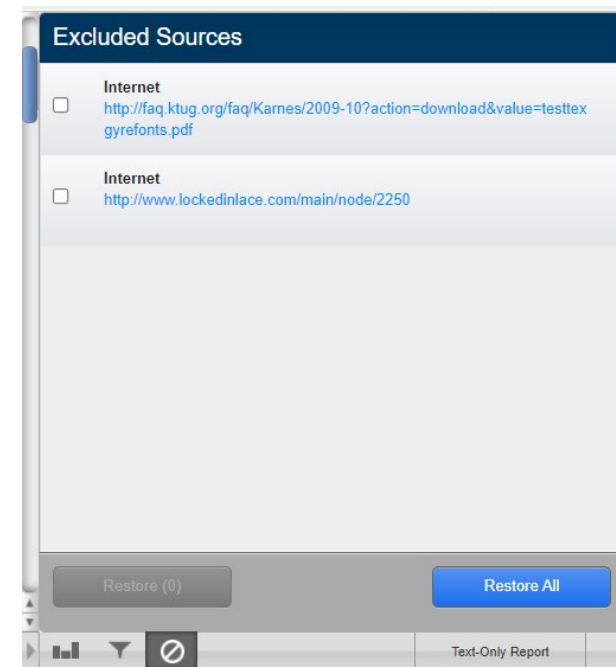 Excluded Sources
Internet
http://faq.ktug.org/faq/Karnes/2009-10?action=download&value=testtex
gyrefonts.pdf
Internet
http://www.lockedinlace.com/main/node/2250
Restore (0)
Restore All
Text-Only Report